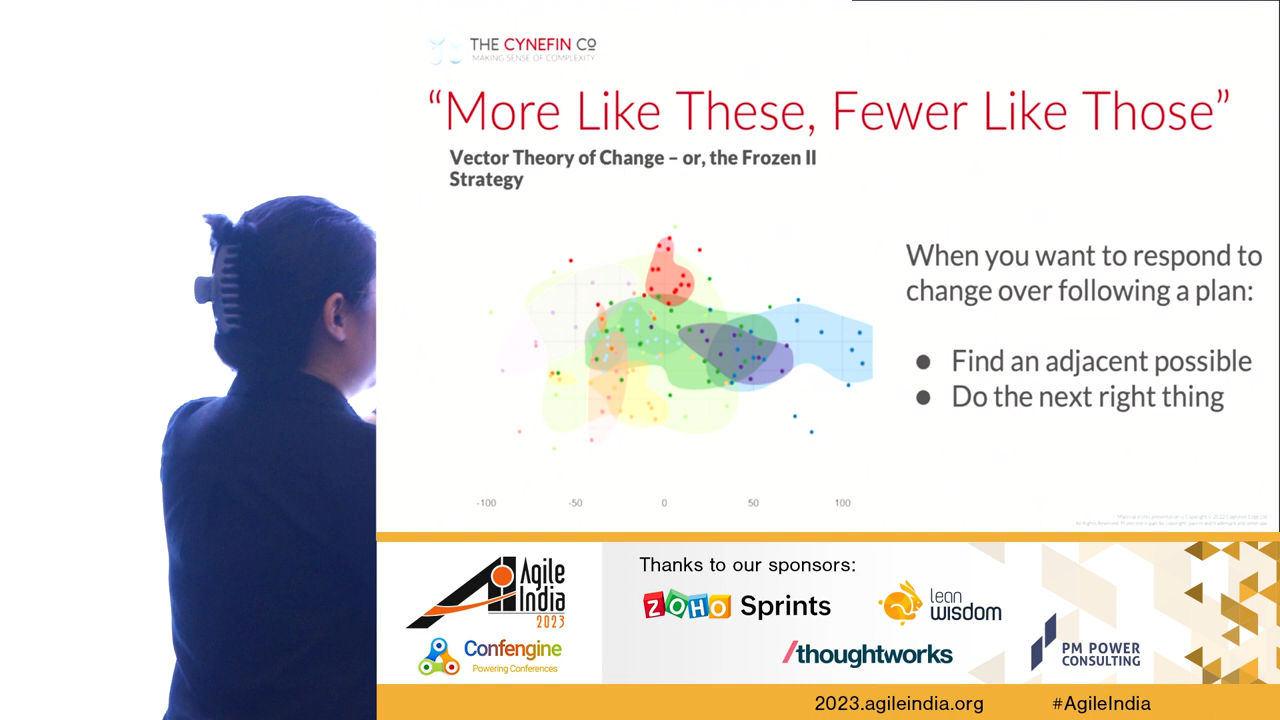 THE CYNEFIN CO
MAKING SENSE OF COMPLEXITY
“More Like These, Fewer Like Those”
Vector Theory of Change – or, the Frozen II
Strategy
When you want to respond to
change over following a plan:
● Find an adjacent possible
● Do the next right thing
-100 -50 0 50 100
Agile
India
2023
Confengine
Powering Conferences
Thanks to our sponsors:
ZOHO Sprints
lean
wisdom
/thoughtworks
PM POWER
CONSULTING
2023.agileindia.org #AgileIndia